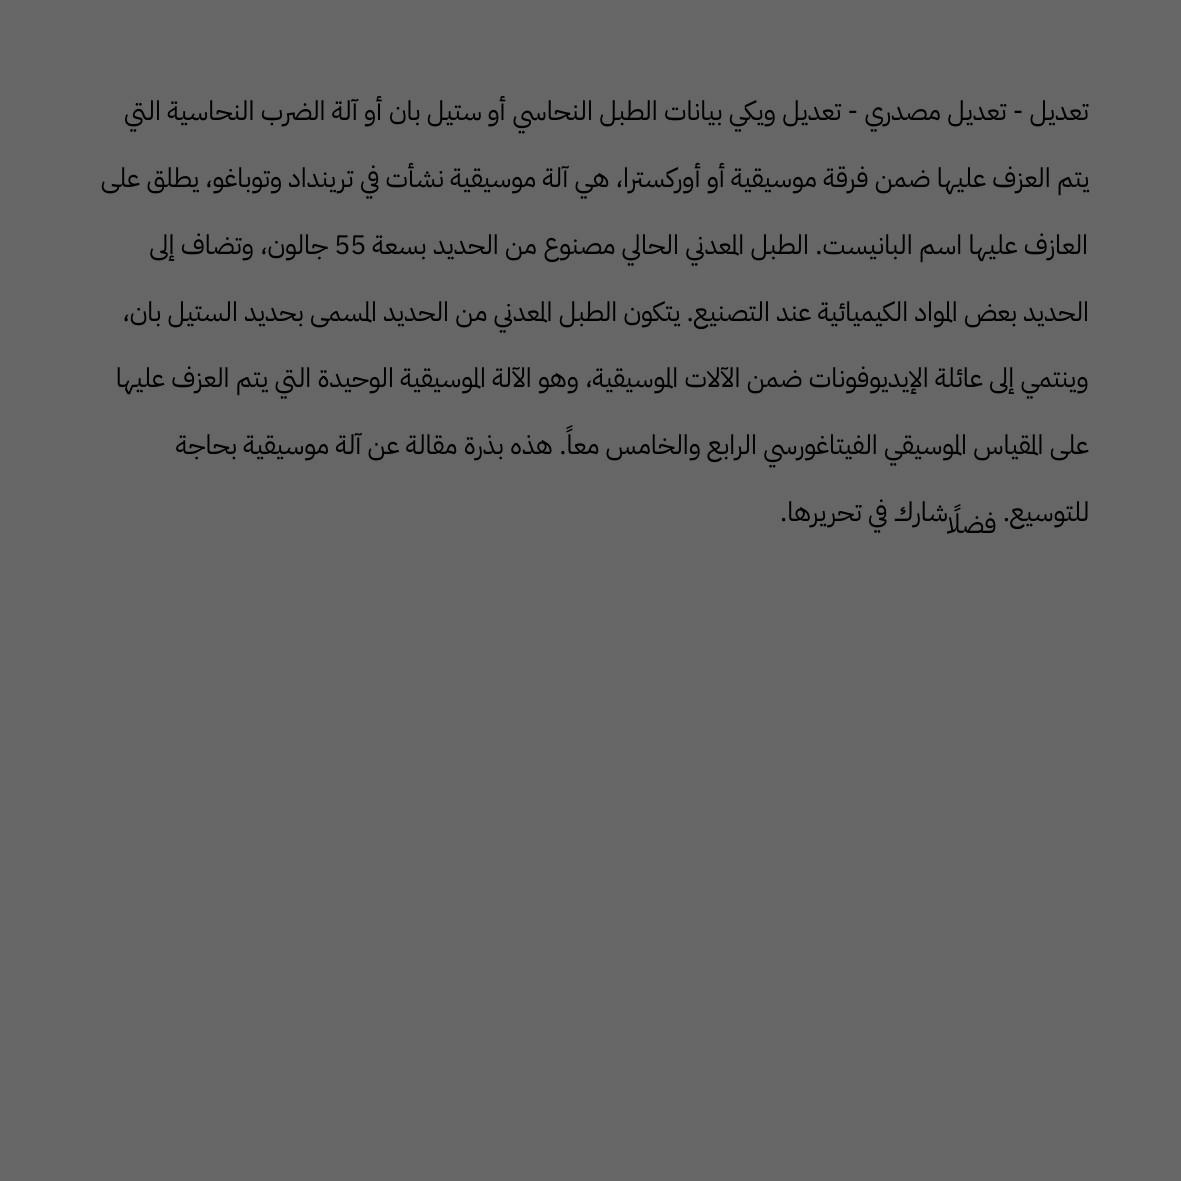 تعديل - تعديل مصدري - تعديل ويكي بيانات الطبل النحاسي أو ستيل بان أو آلة الضرب النحاسية التي
يتم العزف عليها ضمن فرقة موسيقية أو أوركسترا، هي آلة موسيقية نشأت في ترينداد وتوباغو، يطلق على
العازف عليها اسم البانيست. الطبل المعدني الحالي مصنوع من الحديد بسعة 55 جالون، وتضاف إلى
الحديد بعض المواد الكيميائية عند التصنيع. يتكون الطبل المعدني من الحديد المسمى بحديد الستيل بان،
وينتمي إلى عائلة الإيديوفونات ضمن الآلات الموسيقية، وهو الآلة الموسيقية الوحيدة التي يتم العزف عليها
على المقياس الموسيقي الفيتاغورسي الرابع والخامس معاً. هذه بذرة مقالة عن آلة موسيقية بحاجة
للتوسيع. فضلًا شارك في تحريرها.